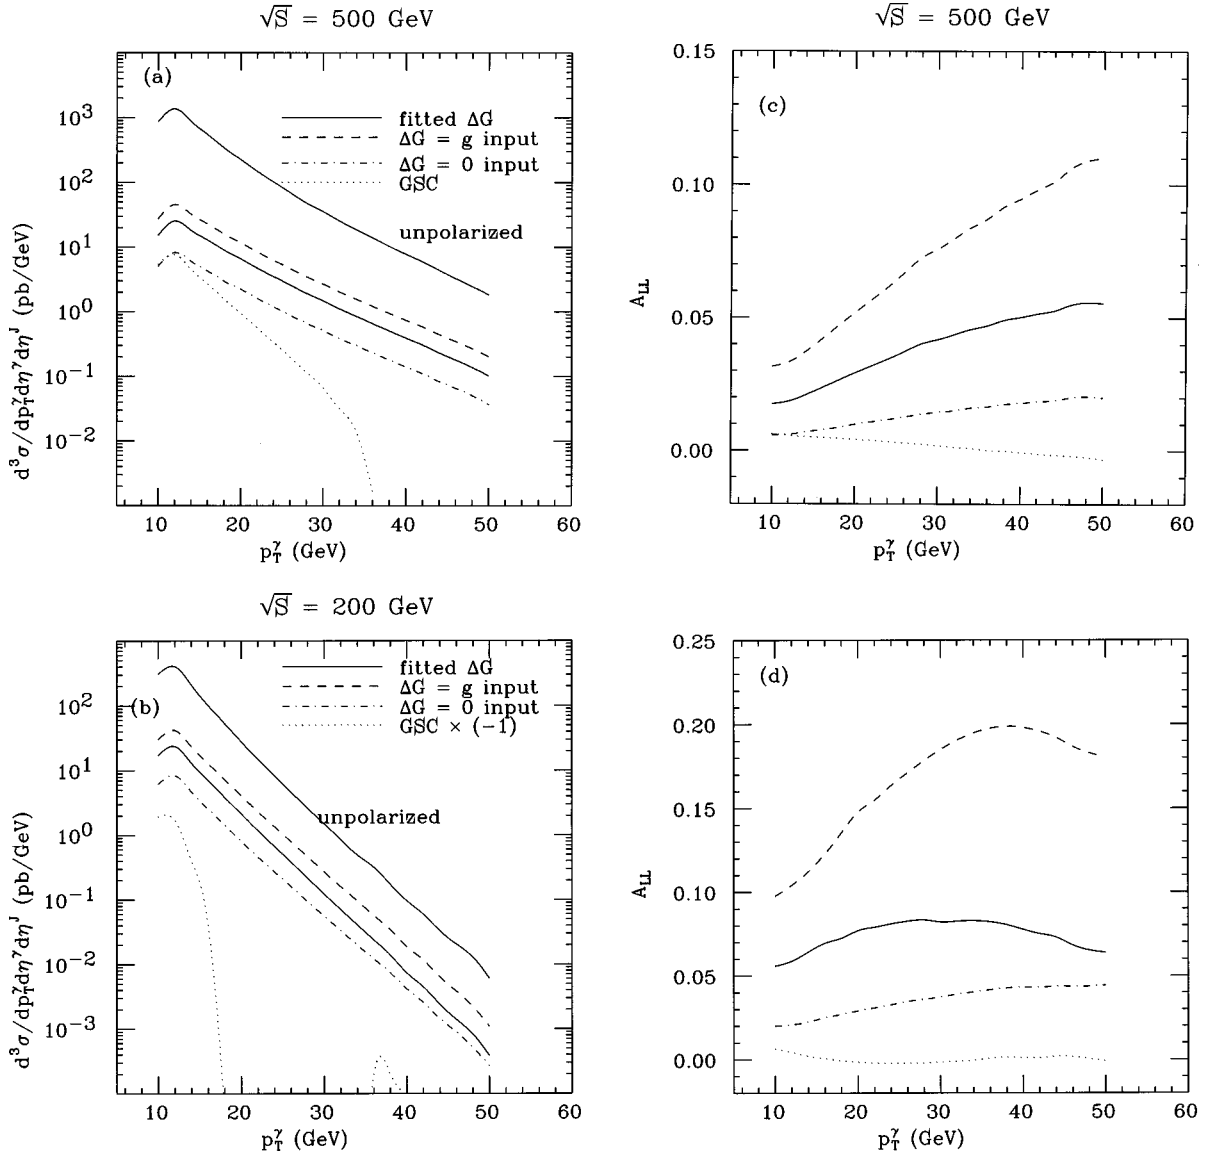 √S = 500 GeV
(a)
fitted ΔG
ΔG = g input
ΔG = 0 input
GSC
unpolarized
10³
10²
10¹
10⁰
10⁻¹
10⁻²
d³σ/dp_T^γdη^γdη^J (pb/GeV)
10 20 30 40 50 60
p_T^γ (GeV)
√S = 500 GeV
(c)
0.15
0.10
0.05
0.00
A_LL
10 20 30 40 50 60
p_T^γ (GeV)
√S = 200 GeV
(b)
fitted ΔG
ΔG = g input
ΔG = 0 input
GSC × (−1)
unpolarized
10²
10¹
10⁰
10⁻¹
10⁻²
10⁻³
d³σ/dp_T^γdη^γdη^J (pb/GeV)
10 20 30 40 50 60
p_T^γ (GeV)
(d)
0.25
0.20
0.15
0.10
0.05
0.00
A_LL
10 20 30 40 50 60
p_T^γ (GeV)